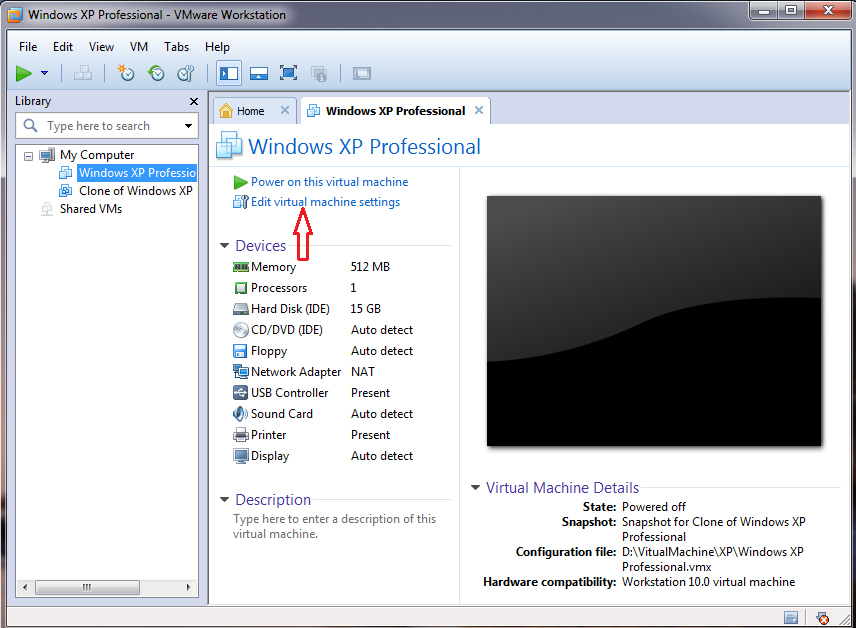 Windows XP Professional - VMware Workstation
File Edit View VM Tabs Help
Library
Type here to search
My Computer
Windows XP Professio
Clone of Windows XP
Shared VMs
Home
Windows XP Professional
Windows XP Professional
Power on this virtual machine
Edit virtual machine settings
Devices
Memory 512 MB
Processors 1
Hard Disk (IDE) 15 GB
CD/DVD (IDE) Auto detect
Floppy Auto detect
Network Adapter NAT
USB Controller Present
Sound Card Auto detect
Printer Present
Display Auto detect
Description
Type here to enter a description of this
virtual machine.
Virtual Machine Details
State: Powered off
Snapshot: Snapshot for Clone of Windows XP
Professional
Configuration file: D:\VitualMachine\XP\Windows XP
Professional.vmx
Hardware compatibility: Workstation 10.0 virtual machine